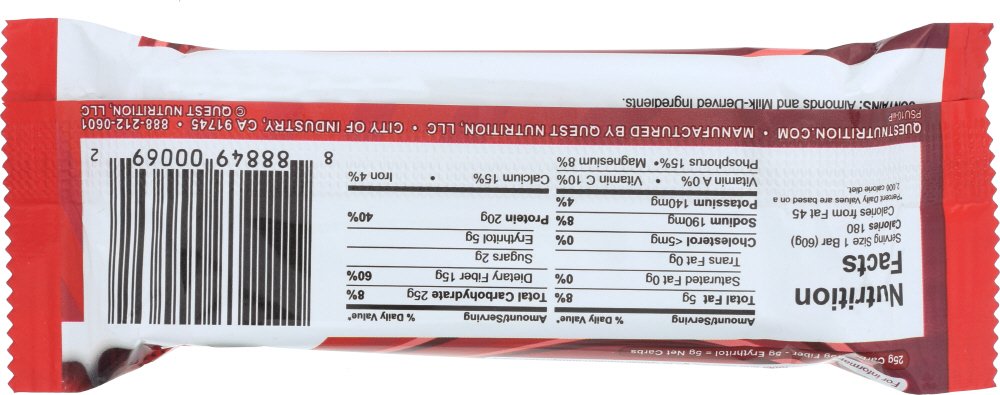 For informa
25g Car Fiber - 5g Erythritol = 5g Net Carbs
Nutrition
Facts
Serving Size 1 Bar (60g)
Calories 180
Calories from Fat 45
*Percent Daily Values are based on a
2,000 calorie diet.
Amount/Serving % Daily Value*
Total Fat 5g 8%
Saturated Fat 0g 0%
Trans Fat 0g
Cholesterol <5mg 0%
Sodium 190mg 8%
Potassium 140mg 4%
Amount/Serving % Daily Value*
Total Carbohydrate 25g 8%
Dietary Fiber 15g 60%
Sugars 2g
Erythritol 5g
Protein 20g 40%
Vitamin A 0% • Vitamin C 10% • Calcium 15% • Iron 4%
Phosphorus 15% • Magnesium 8%
8 88849 00069 2
QUESTNUTRITION.COM • MANUFACTURED BY QUEST NUTRITION, LLC • CITY OF INDUSTRY, CA 91745 • 888-212-0601
© QUEST NUTRITION, LLC
CONTAINS: Almonds and Milk-Derived Ingredients.